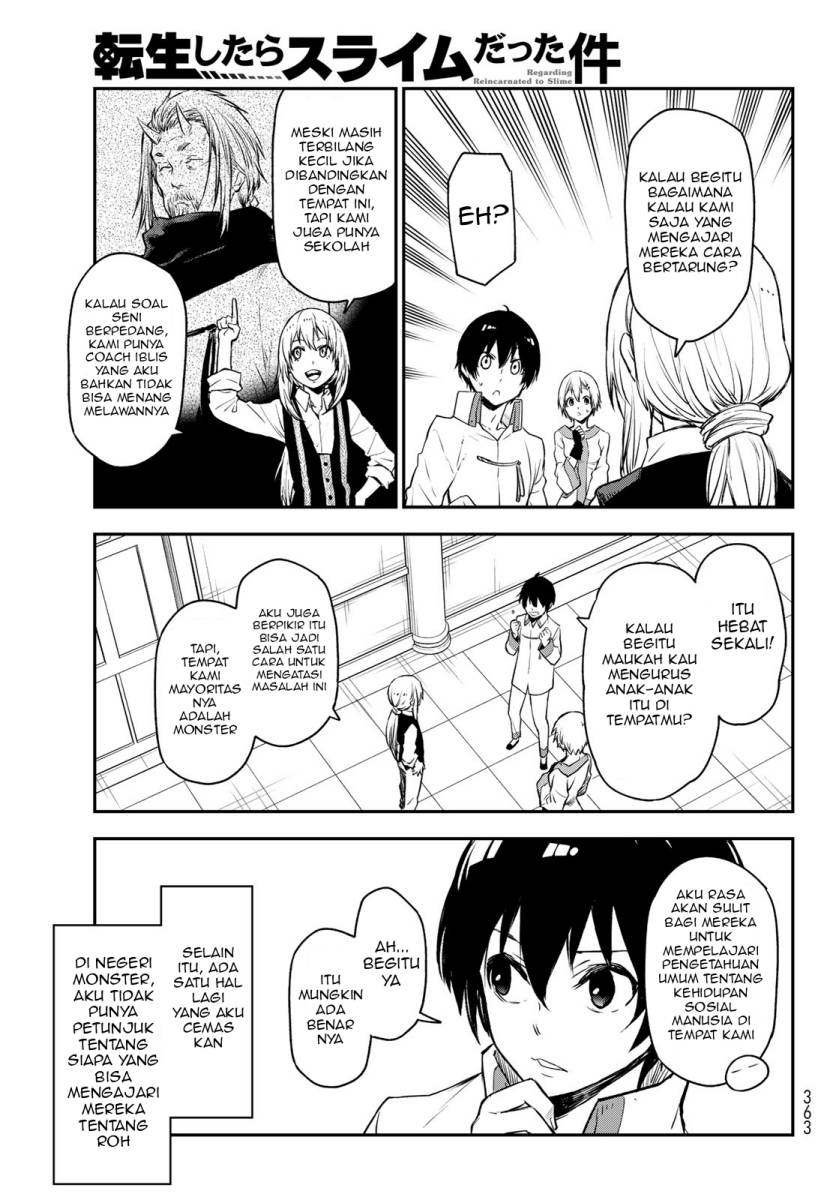 転生したらスライムだった件
Regarding
Reincarnated to Slime
KALAU BEGITU
BAGAIMANA
KALAU KAMI
SAJA YANG
MENGAJARI
MEREKA CARA
BERTARUNG?
EH?
MESKI MASIH
TERBILANG
KECIL JIKA
DIBANDINGKAN
DENGAN
TEMPAT INI,
TAPI KAMI
JUGA PUNYA
SEKOLAH
KALAU SOAL
SENI
BERPEDANG,
KAMI PUNYA
COACH IBLIS
YANG AKU
BAHKAN TIDAK
BISA MENANG
MELAWANNYA
ITU
HEBAT
SEKALI!
KALAU
BEGITU
MAUKAH KAU
MENGURUS
ANAK-ANAK
ITU DI
TEMPATMU?
AKU JUGA
BERPIKIR ITU
BISA JADI
SALAH SATU
CARA UNTUK
MENGATASI
MASALAH INI
TAPI,
TEMPAT
KAMI
MAYORITAS
NYA
ADALAH
MONSTER
AKU RASA
AKAN SULIT
BAGI MEREKA
UNTUK
MEMPELAJARI
PENGETAHUAN
UMUM TENTANG
KEHIDUPAN
SOSIAL
MANUSIA DI
TEMPAT KAMI
AH...
BEGITU
YA
ITU
MUNGKIN
ADA
BENAR
NYA
SELAIN
ITU, ADA
SATU HAL
LAGI
YANG AKU
CEMAS
KAN
DI NEGERI
MONSTER,
AKU TIDAK
PUNYA
PETUNJUK
TENTANG
SIAPA YANG
BISA
MENGAJARI
MEREKA
TENTANG
ROH
363